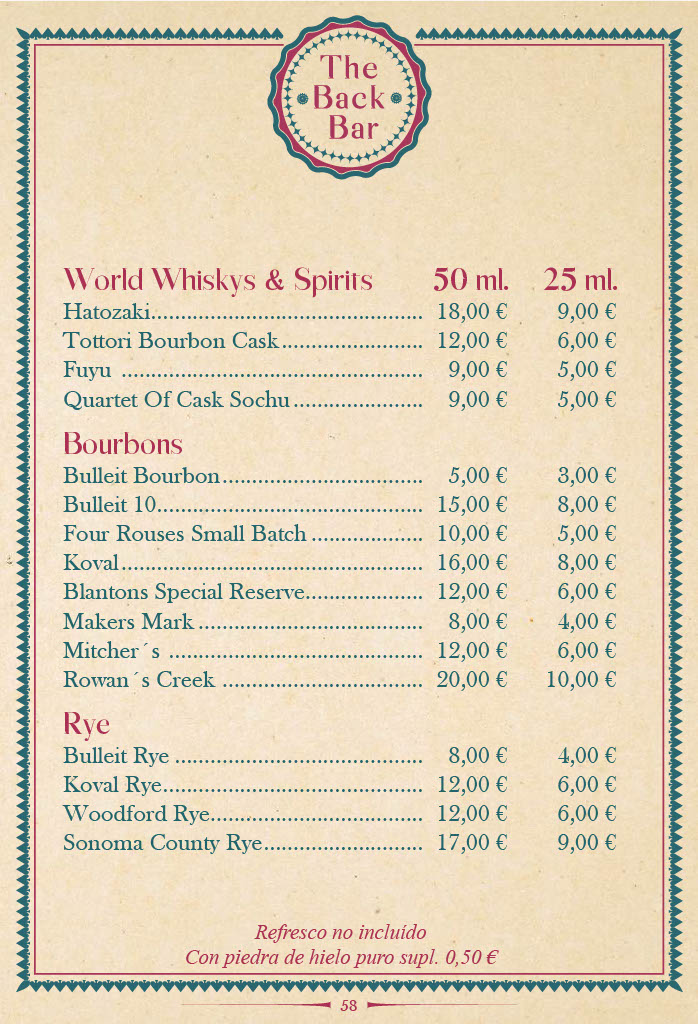 The
Back
Bar
World Whiskys & Spirits 50 ml. 25 ml.
Hatozaki........................................ 18,00 € 9,00 €
Tottori Bourbon Cask..................... 12,00 € 6,00 €
Fuyu ............................................. 9,00 € 5,00 €
Quartet Of Cask Sochu................... 9,00 € 5,00 €
Bourbons
Bulleit Bourbon.............................. 5,00 € 3,00 €
Bulleit 10........................................ 15,00 € 8,00 €
Four Rouses Small Batch ................. 10,00 € 5,00 €
Koval............................................. 16,00 € 8,00 €
Blantons Special Reserve.................. 12,00 € 6,00 €
Makers Mark .................................. 8,00 € 4,00 €
Mitcher´s ...................................... 12,00 € 6,00 €
Rowan´s Creek .............................. 20,00 € 10,00 €
Rye
Bulleit Rye ..................................... 8,00 € 4,00 €
Koval Rye....................................... 12,00 € 6,00 €
Woodford Rye................................ 12,00 € 6,00 €
Sonoma County Rye........................ 17,00 € 9,00 €
Refresco no incluído
Con piedra de hielo puro supl. 0,50 €
58